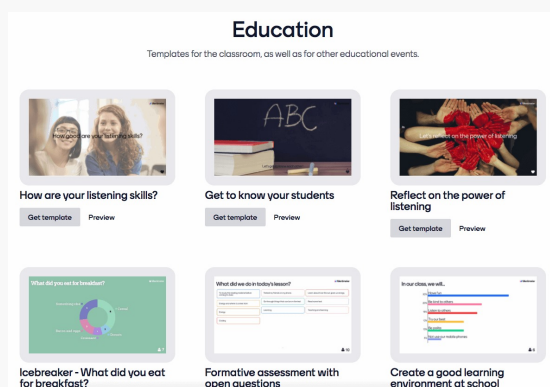 Education
Templates for the classroom, as well as for other educational events.
How good are your listening skills?
ABC
Let's reflect on the power of listening
How are your listening skills?
Get to know your students
Reflect on the power of
listening
Get template Preview
Get template Preview
Get template Preview
What did you eat for breakfast?
What did we do in today's lesson?
In our class, we will...
Icebreaker - What did you eat
for breakfast?
Formative assessment with
open questions
Create a good learning
environment at school